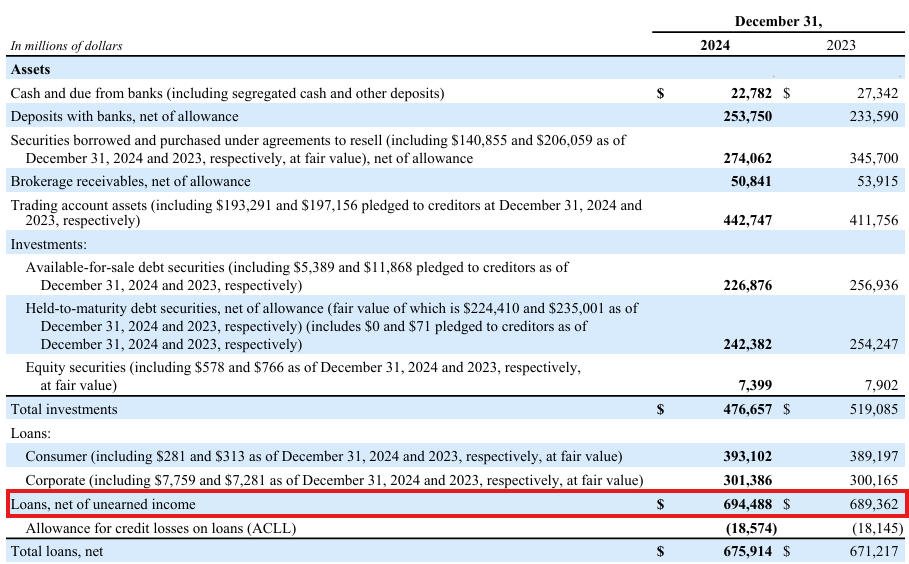 December 31,
In millions of dollars 2024 2023
Assets
Cash and due from banks (including segregated cash and other deposits) $ 22,782 $ 27,342
Deposits with banks, net of allowance 253,750 233,590
Securities borrowed and purchased under agreements to resell (including $140,855 and $206,059 as of
December 31, 2024 and 2023, respectively, at fair value), net of allowance 274,062 345,700
Brokerage receivables, net of allowance 50,841 53,915
Trading account assets (including $193,291 and $197,156 pledged to creditors at December 31, 2024 and
2023, respectively) 442,747 411,756
Investments:
Available-for-sale debt securities (including $5,389 and $11,868 pledged to creditors as of
December 31, 2024 and 2023, respectively) 226,876 256,936
Held-to-maturity debt securities, net of allowance (fair value of which is $224,410 and $235,001 as of
December 31, 2024 and 2023, respectively) (includes $0 and $71 pledged to creditors as of
December 31, 2024 and 2023, respectively) 242,382 254,247
Equity securities (including $578 and $766 as of December 31, 2024 and 2023, respectively,
at fair value) 7,399 7,902
Total investments $ 476,657 $ 519,085
Loans:
Consumer (including $281 and $313 as of December 31, 2024 and 2023, respectively, at fair value) 393,102 389,197
Corporate (including $7,759 and $7,281 as of December 31, 2024 and 2023, respectively, at fair value) 301,386 300,165
Loans, net of unearned income $ 694,488 $ 689,362
Allowance for credit losses on loans (ACLL) (18,574) (18,145)
Total loans, net $ 675,914 $ 671,217